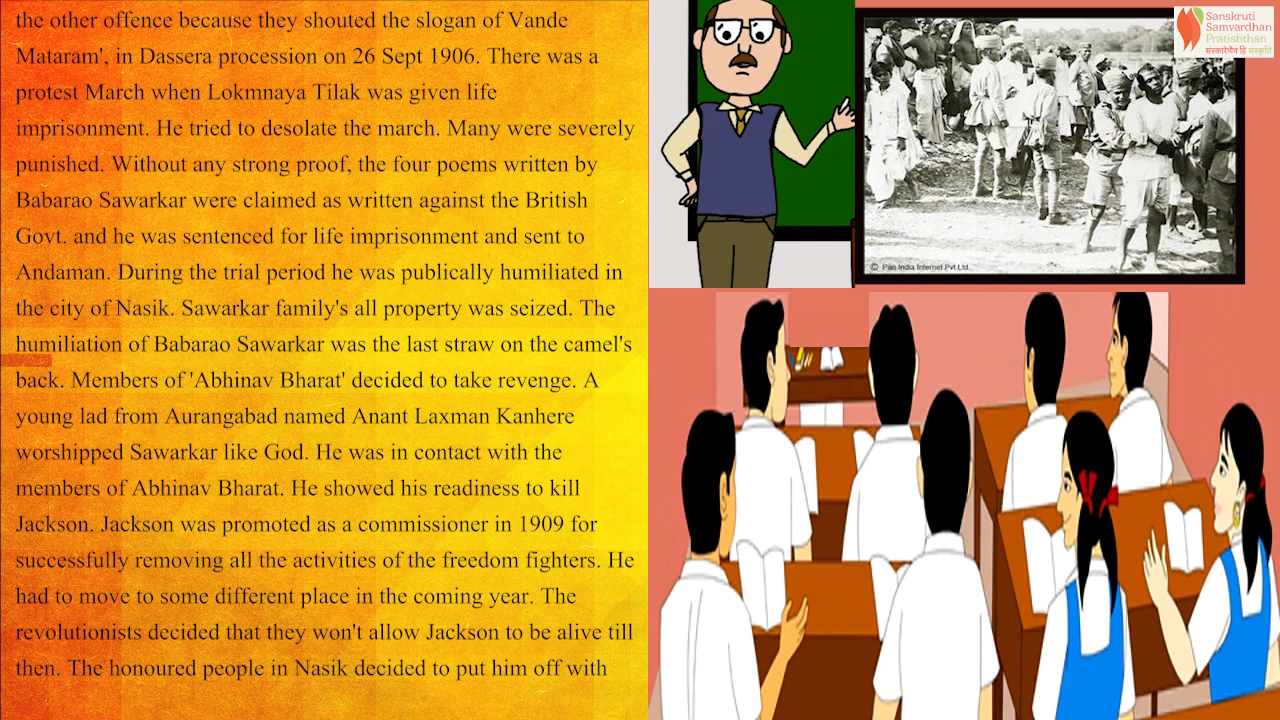 the other offence because they shouted the slogan of Vande
Mataram', in Dassera procession on 26 Sept 1906. There was a
protest March when Lokmnaya Tilak was given life
imprisonment. He tried to desolate the march. Many were severely
punished. Without any strong proof, the four poems written by
Babarao Sawarkar were claimed as written against the British
Govt. and he was sentenced for life imprisonment and sent to
Andaman. During the trial period he was publically humiliated in
the city of Nasik. Sawarkar family's all property was seized. The
humiliation of Babarao Sawarkar was the last straw on the camel's
back. Members of 'Abhinav Bharat' decided to take revenge. A
young lad from Aurangabad named Anant Laxman Kanhere
worshipped Sawarkar like God. He was in contact with the
members of Abhinav Bharat. He showed his readiness to kill
Jackson. Jackson was promoted as a commissioner in 1909 for
successfully removing all the activities of the freedom fighters. He
had to move to some different place in the coming year. The
revolutionists decided that they won't allow Jackson to be alive till
then. The honoured people in Nasik decided to put him off with
© Pan India Internet Pvt.Ltd.
Sanskruti
Samvardhan
Pratishthan
संस्कारेणैव हि संस्कृति